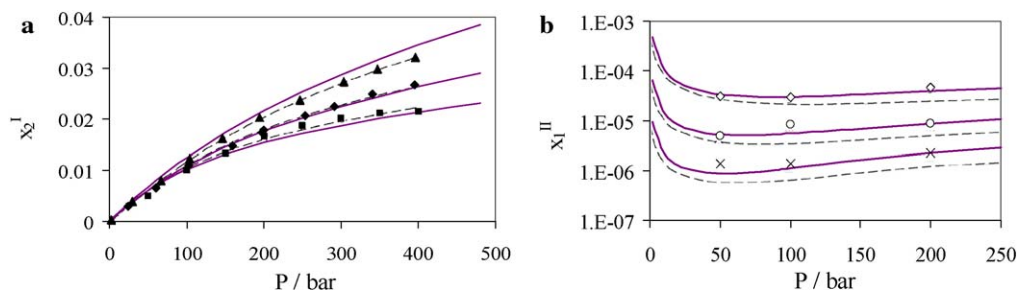 a
0.04
0.03
0.02
0.01
0
x₂ᴵ
0 100 200 300 400 500
P / bar
b
1.E-03
1.E-04
1.E-05
1.E-06
1.E-07
x₁ᴵᴵ
0 50 100 150 200 250
P / bar